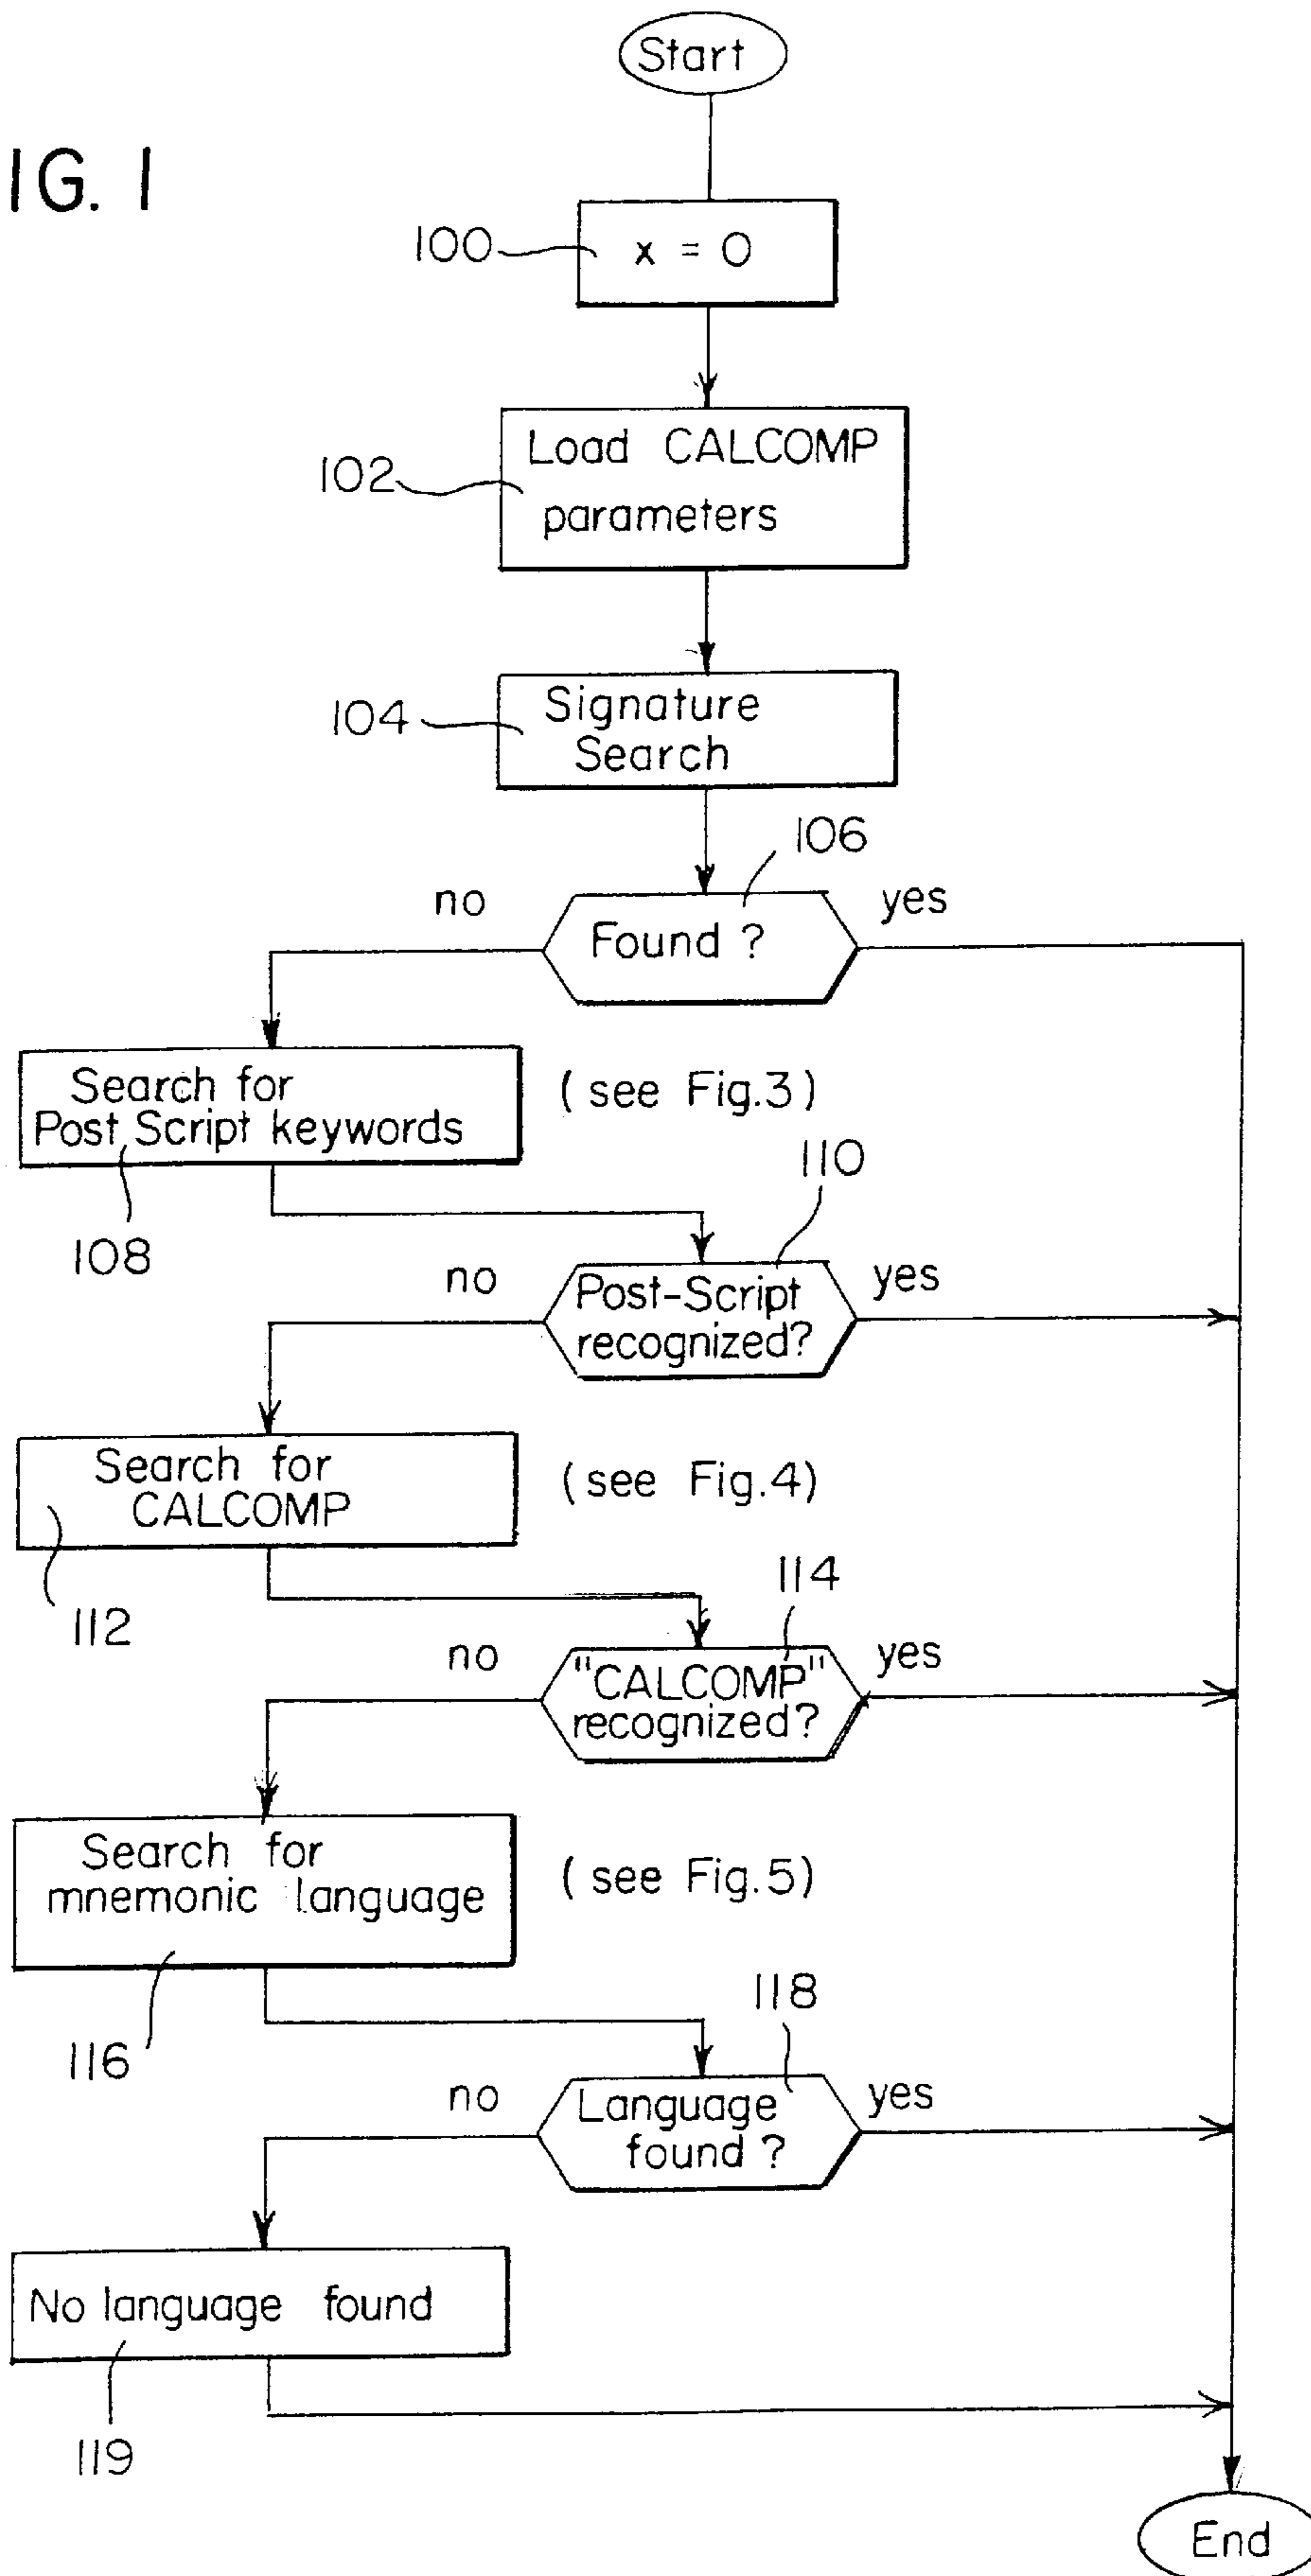 Start
IG. 1
100
x = 0
102
Load CALCOMP
parameters
104
Signature
Search
106
no
Found ?
yes
Search for
Post Script keywords
(see Fig.3)
108
110
no
Post-Script
recognized?
yes
Search for
CALCOMP
(see Fig.4)
112
114
no
"CALCOMP"
recognized?
yes
Search for
mnemonic language
(see Fig.5)
116
118
no
Language
found ?
yes
No language found
119
End